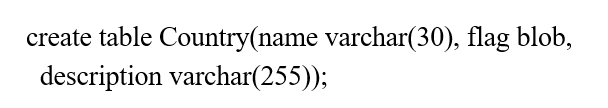 create table Country(name varchar(30), flag blob,
description varchar(255));